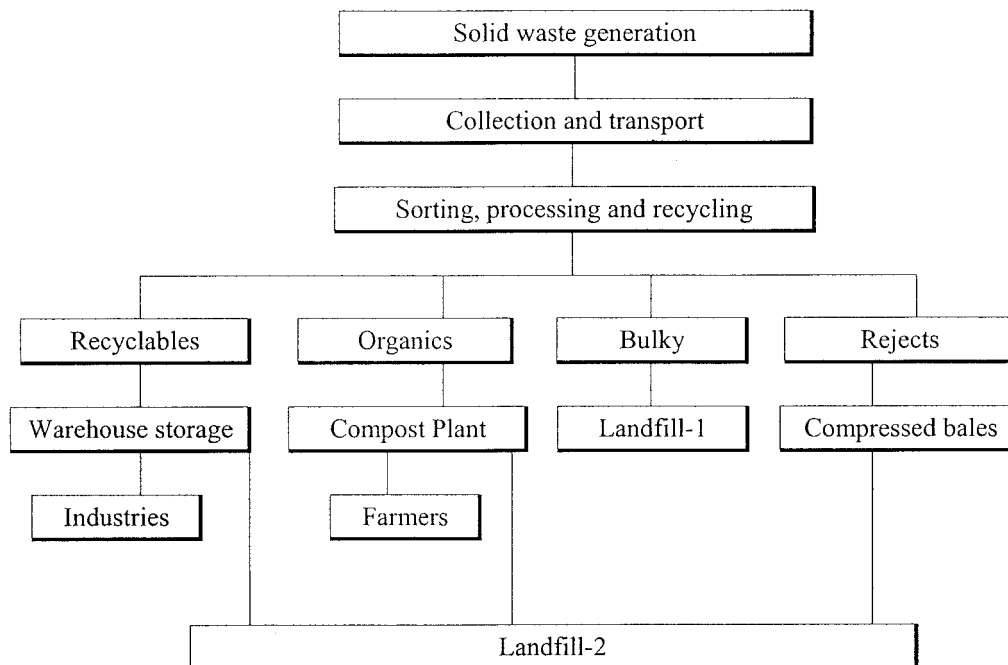 Solid waste generation
Collection and transport
Sorting, processing and recycling
Recyclables
Organics
Bulky
Rejects
Warehouse storage
Compost Plant
Landfill-1
Compressed bales
Industries
Farmers
Landfill-2